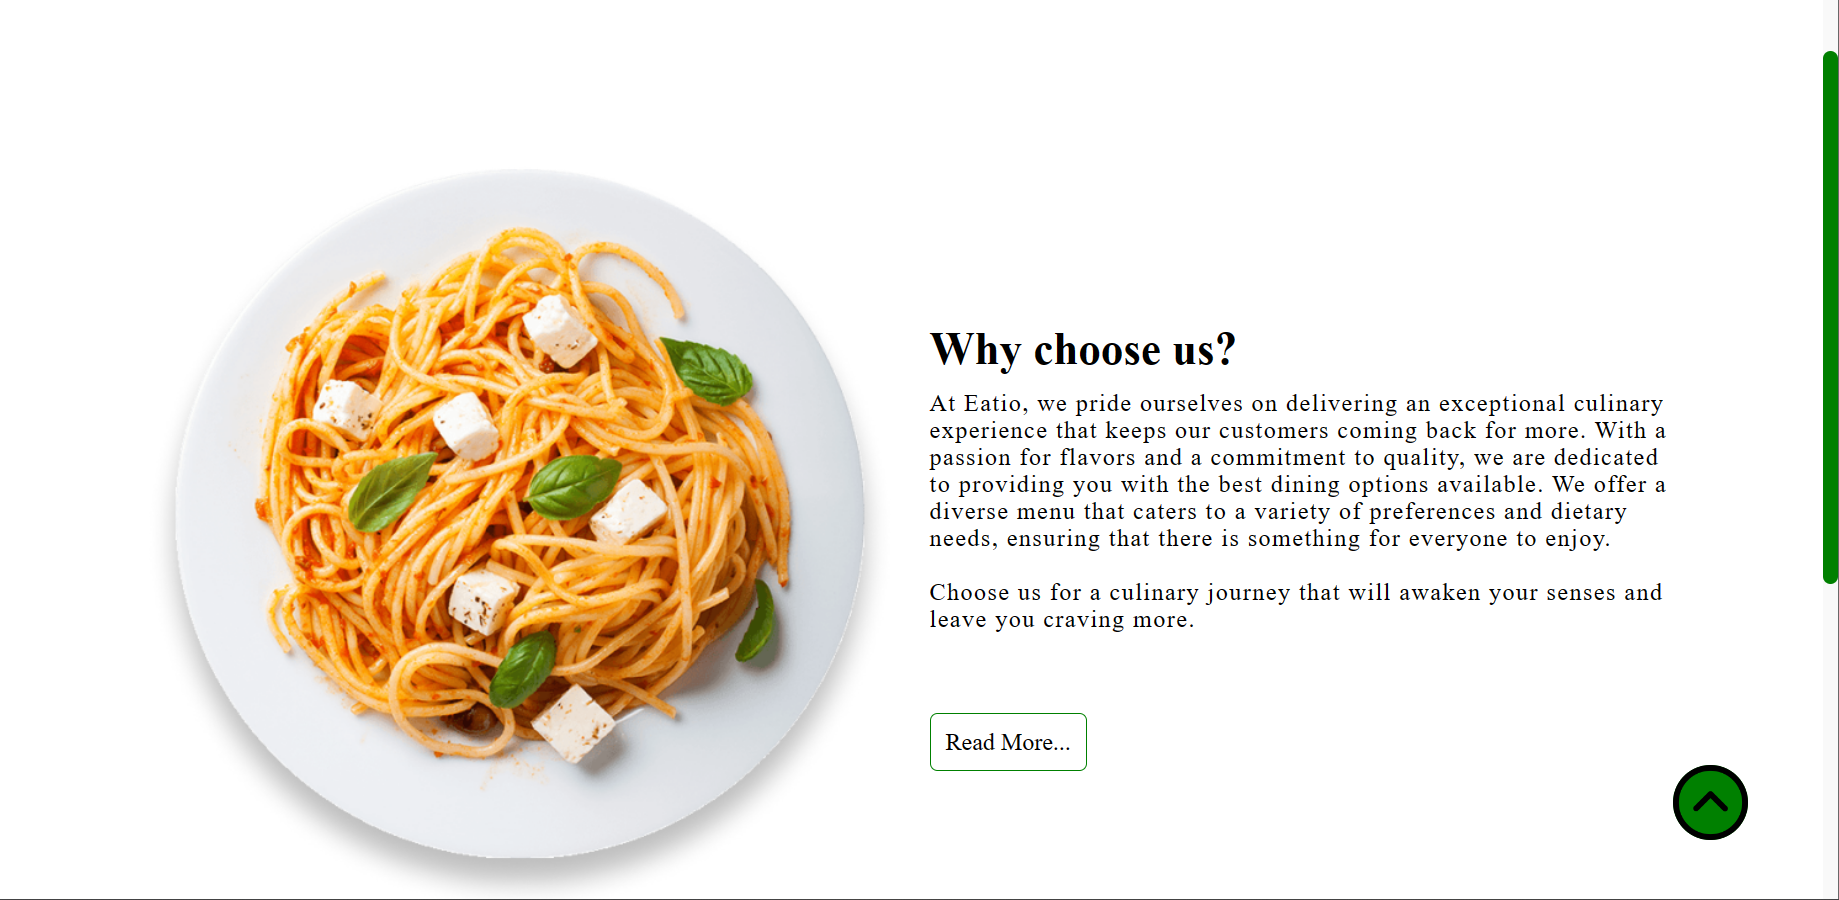 Why choose us?
At Eatio, we pride ourselves on delivering an exceptional culinary
experience that keeps our customers coming back for more. With a
passion for flavors and a commitment to quality, we are dedicated
to providing you with the best dining options available. We offer a
diverse menu that caters to a variety of preferences and dietary
needs, ensuring that there is something for everyone to enjoy.
Choose us for a culinary journey that will awaken your senses and
leave you craving more.
Read More...